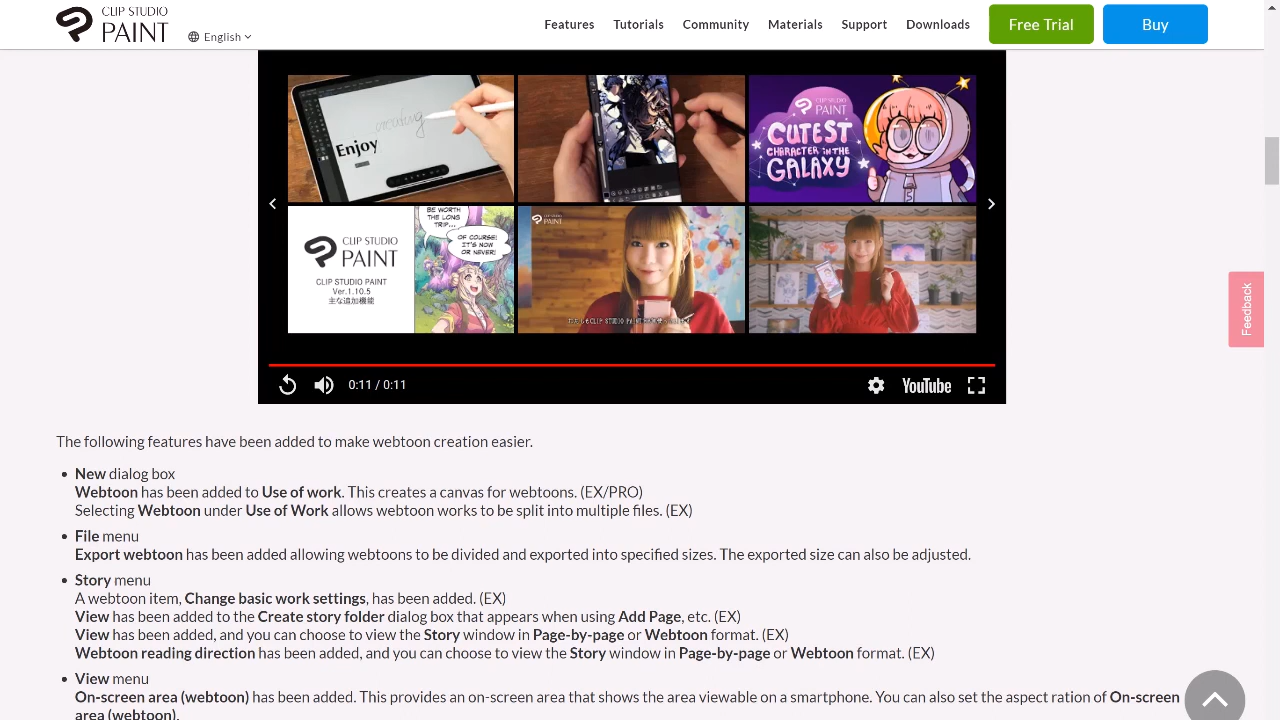 CLIP STUDIO
PAINT
English
Features
Tutorials
Community
Materials
Support
Downloads
Free Trial
Buy
Enjoy
creating
CLIP STUDIO
PAINT
CUTEST
CHARACTER IN THE
GALAXY
CLIP STUDIO
PAINT
CLIP STUDIO PAINT
Ver.1.10.5
主な追加機能
BE WORTH
THE LONG
TRIP...
OF COURSE!
IT'S NOW
OR NEVER!
CLIP STUDIO
PAINT
0:11 / 0:11
YouTube
Feedback
The following features have been added to make webtoon creation easier.
New dialog box
Webtoon has been added to Use of work. This creates a canvas for webtoons. (EX/PRO)
Selecting Webtoon under Use of Work allows webtoon works to be split into multiple files. (EX)
File menu
Export webtoon has been added allowing webtoons to be divided and exported into specified sizes. The exported size can also be adjusted.
Story menu
A webtoon item, Change basic work settings, has been added. (EX)
View has been added to the Create story folder dialog box that appears when using Add Page, etc. (EX)
View has been added, and you can choose to view the Story window in Page-by-page or Webtoon format. (EX)
Webtoon reading direction has been added, and you can choose to view the Story window in Page-by-page or Webtoon format. (EX)
View menu
On-screen area (webtoon) has been added. This provides an on-screen area that shows the area viewable on a smartphone. You can also set the aspect ration of On-screen
area (webtoon).